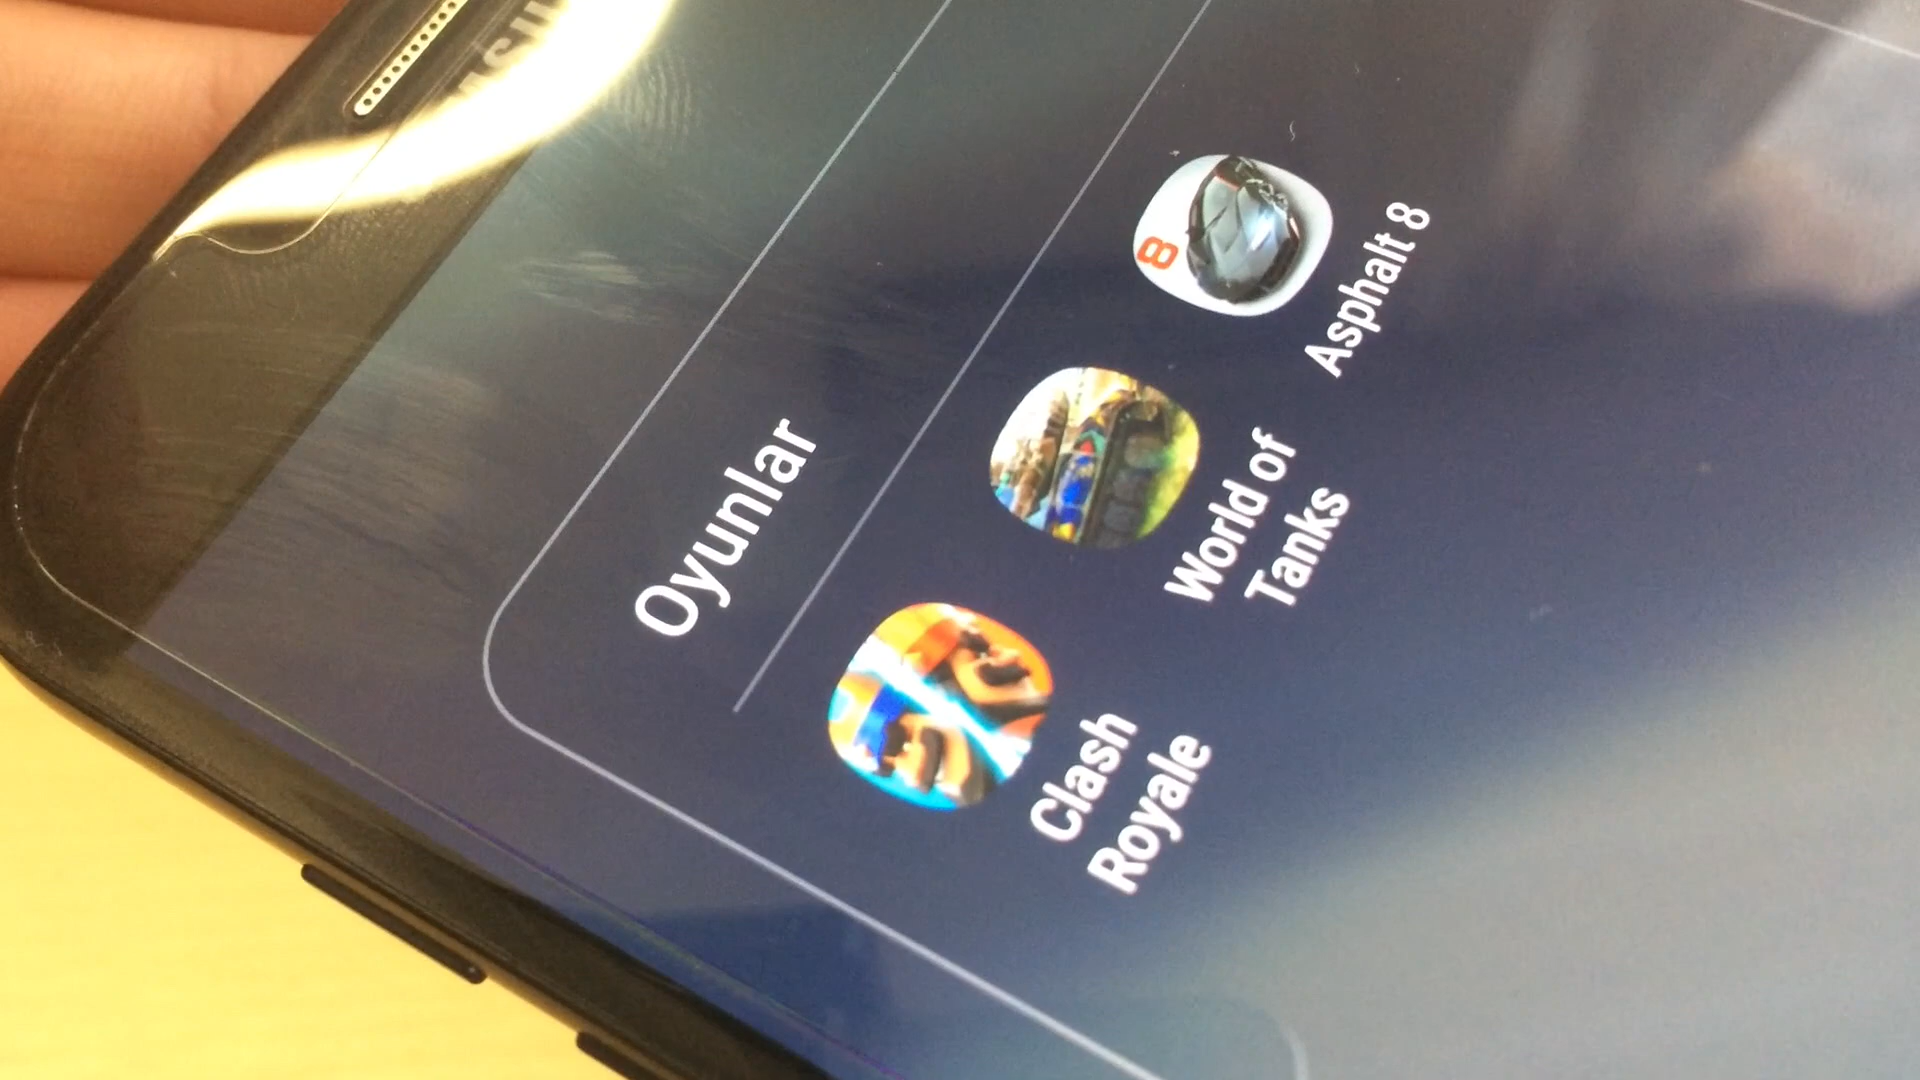 Oyunlar
Clash
Royale
World of
Tanks
8
Asphalt 8